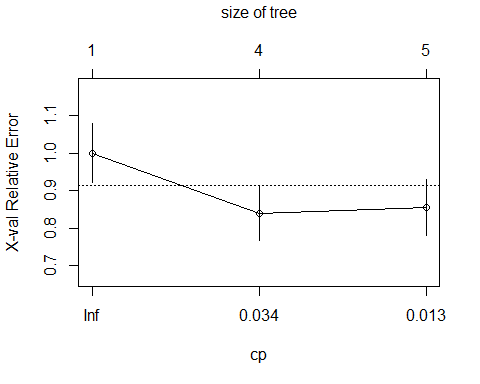 size of tree
1 4 5
X-val Relative Error
1.1
1.0
0.9
0.8
0.7
Inf 0.034 0.013
cp